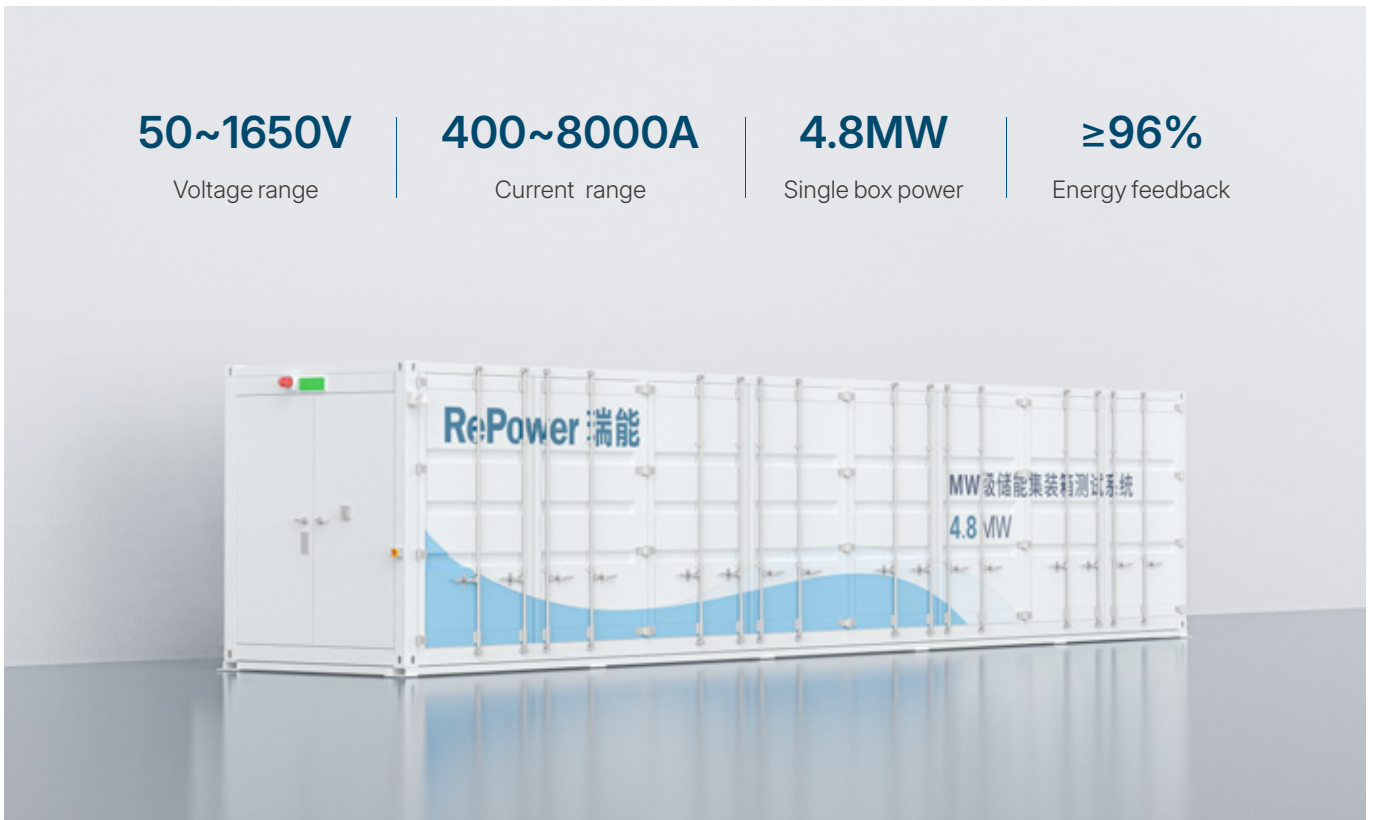 50~1650V
Voltage range
400~8000A
Current range
4.8MW
Single box power
≥96%
Energy feedback
RePower 瑞能
MW级储能集装箱测试系统
4.8 MW